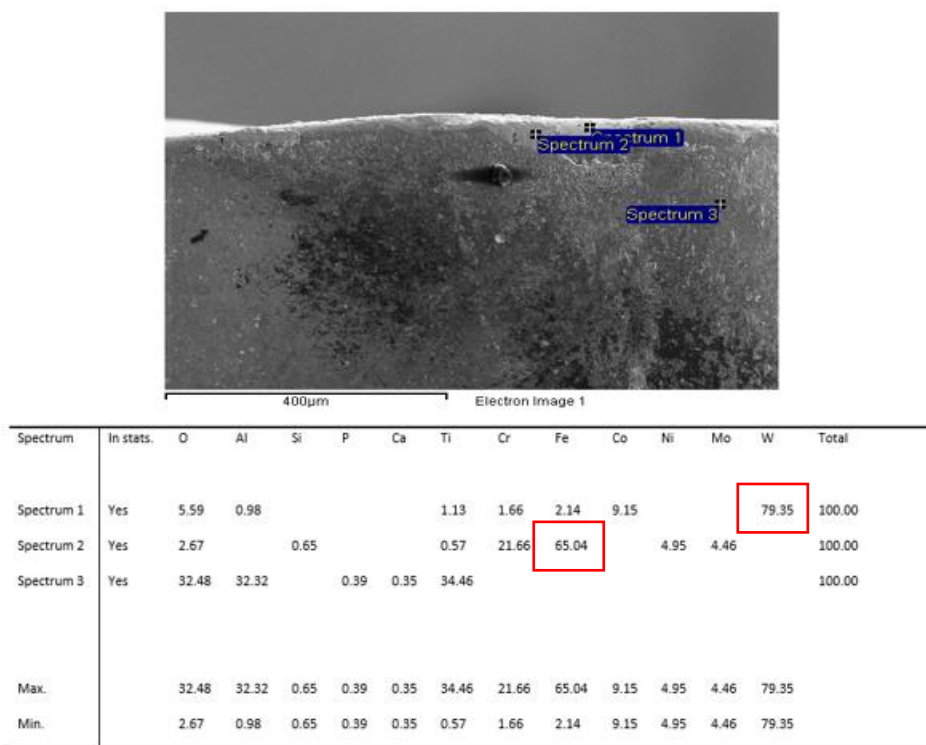 Spectrum 1
Spectrum 2
Spectrum 3
400µm Electron Image 1
Spectrum In stats. O Al Si P Ca Ti Cr Fe Co Ni Mo W Total
Spectrum 1 Yes 5.59 0.98 1.13 1.66 2.14 9.15 79.35 100.00
Spectrum 2 Yes 2.67 0.65 0.57 21.66 65.04 4.95 4.46 100.00
Spectrum 3 Yes 32.48 32.32 0.39 0.35 34.46 100.00
Max. 32.48 32.32 0.65 0.39 0.35 34.46 21.66 65.04 9.15 4.95 4.46 79.35
Min. 2.67 0.98 0.65 0.39 0.35 0.57 1.66 2.14 9.15 4.95 4.46 79.35